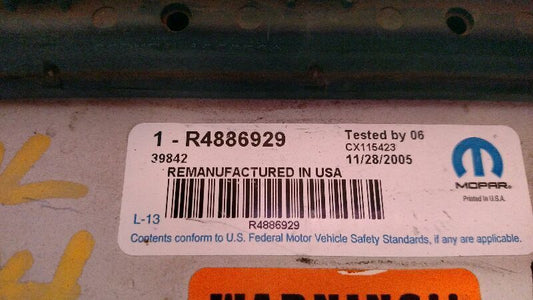 1 - R4886929 Tested by 06
39842 CX115423
11/28/2005
REMANUFACTURED IN USA
MOPAR®
Printed in U.S.A.
L-13
R4886929
Contents conform to U.S. Federal Motor Vehicle Safety Standards, if any are applicable.
WARNING!